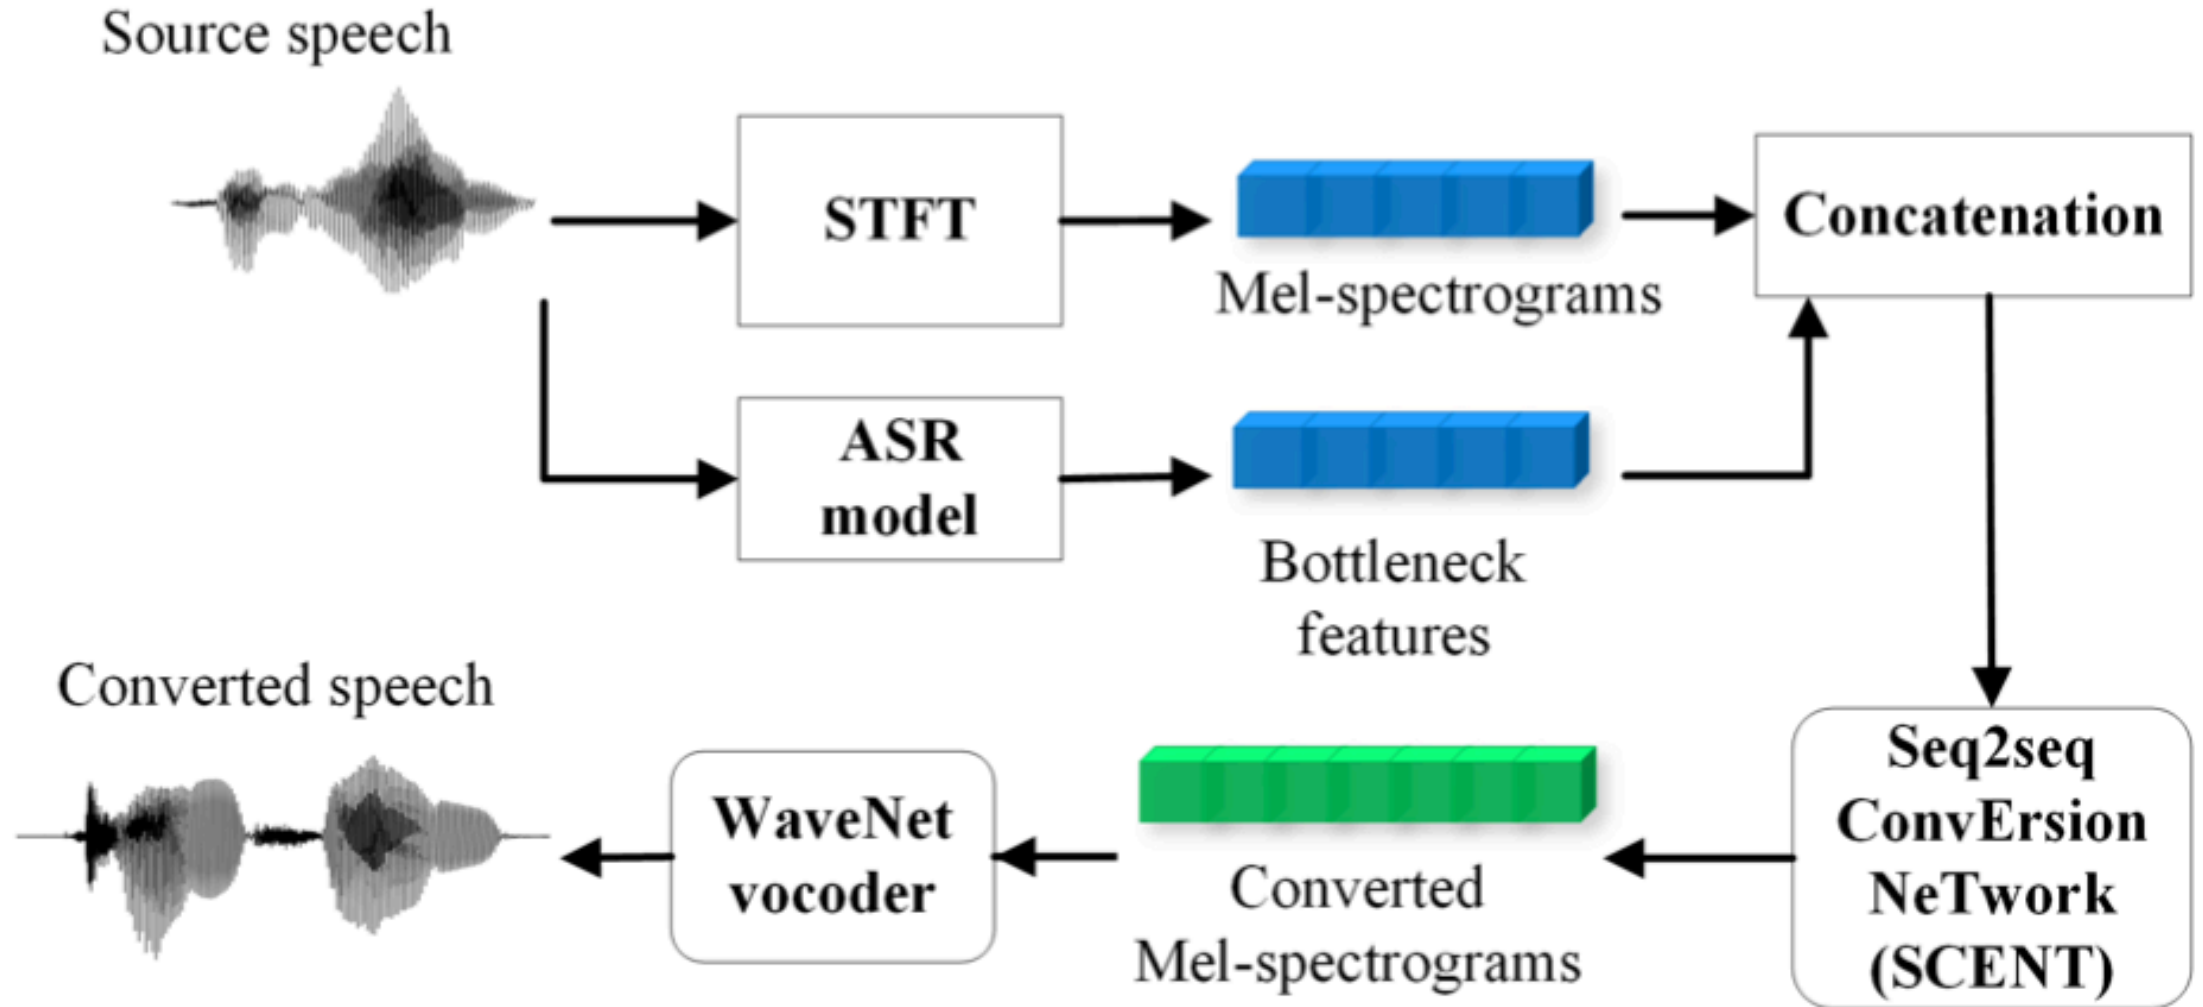 Source speech
STFT
Mel-spectrograms
Concatenation
ASR
model
Bottleneck
features
Seq2seq
ConvErsion
NeTwork
(SCENT)
Converted
Mel-spectrograms
WaveNet
vocoder
Converted speech